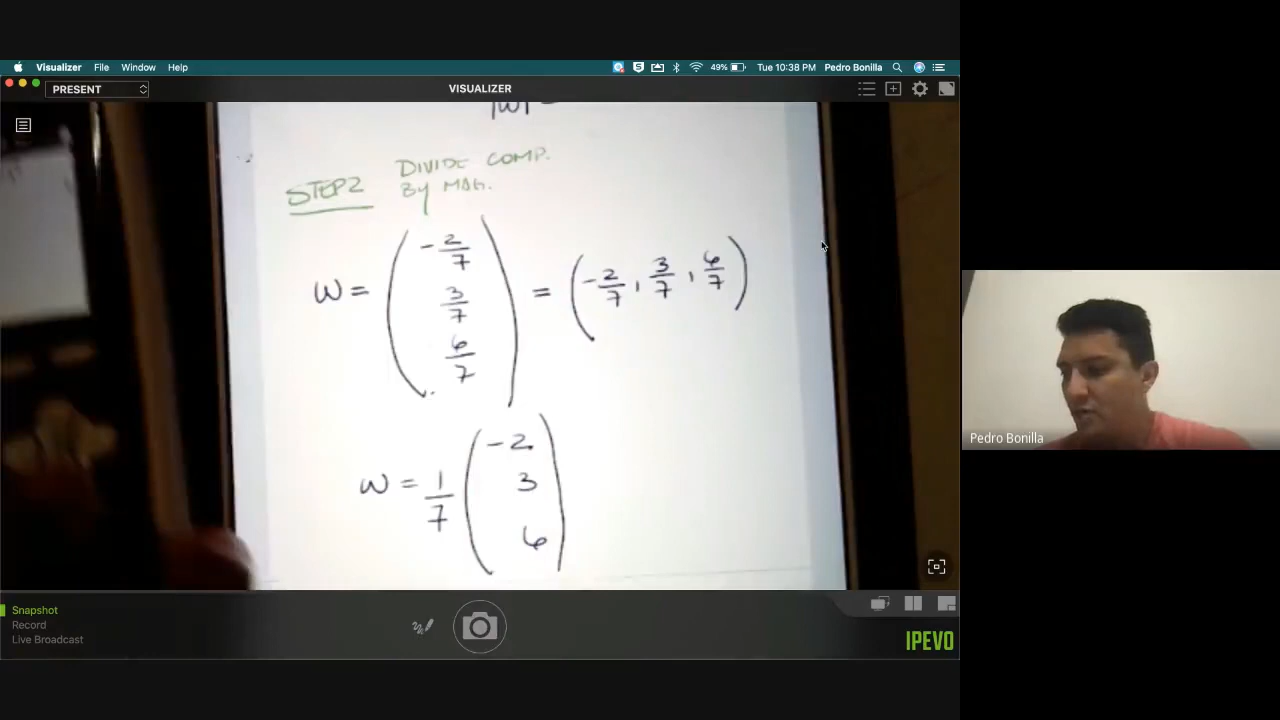 Visualizer File Window Help 49% Tue 10:38 PM Pedro Bonilla
PRESENT VISUALIZER
|W| =
STEP2 DIVIDE COMP.
By MAG.
W = (-2/7 3/7 6/7) = (-2/7, 3/7, 6/7)
W = 1/7 (-2 3 6)
Pedro Bonilla
Snapshot
Record
Live Broadcast
IPEVO